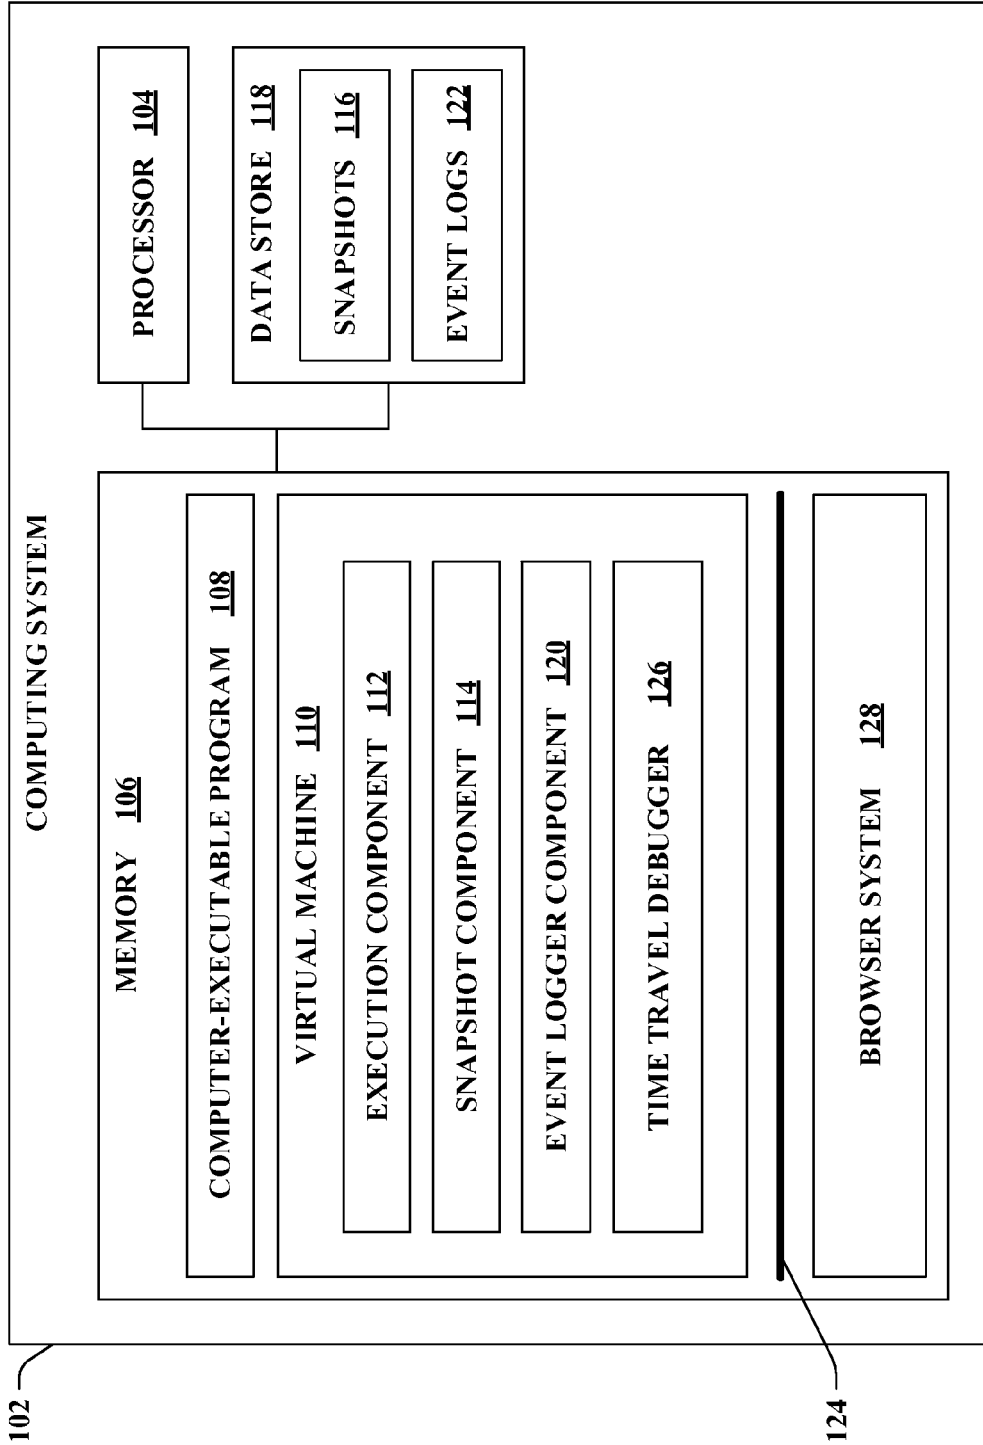 COMPUTING SYSTEM
102
MEMORY 106
COMPUTER-EXECUTABLE PROGRAM 108
VIRTUAL MACHINE 110
EXECUTION COMPONENT 112
SNAPSHOT COMPONENT 114
EVENT LOGGER COMPONENT 120
TIME TRAVEL DEBUGGER 126
124
BROWSER SYSTEM 128
PROCESSOR 104
DATA STORE 118
SNAPSHOTS 116
EVENT LOGS 122